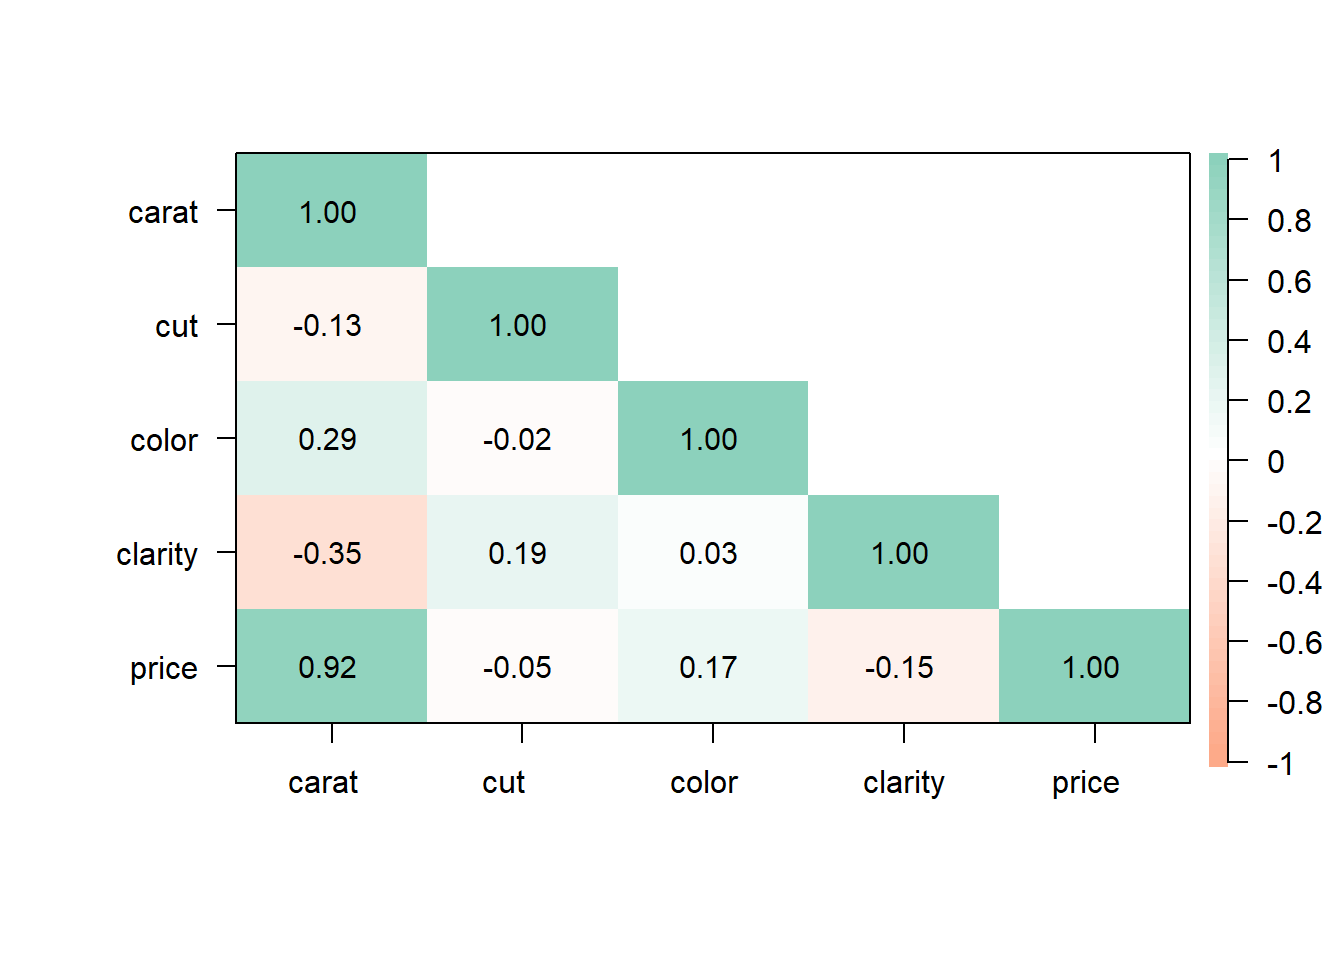 carat 1.00 1
0.8
cut -0.13 1.00 0.6
0.4
color 0.29 -0.02 1.00 0.2
0
clarity -0.35 0.19 0.03 1.00 -0.2
-0.4
price 0.92 -0.05 0.17 -0.15 1.00 -0.6
-0.8
carat cut color clarity price -1